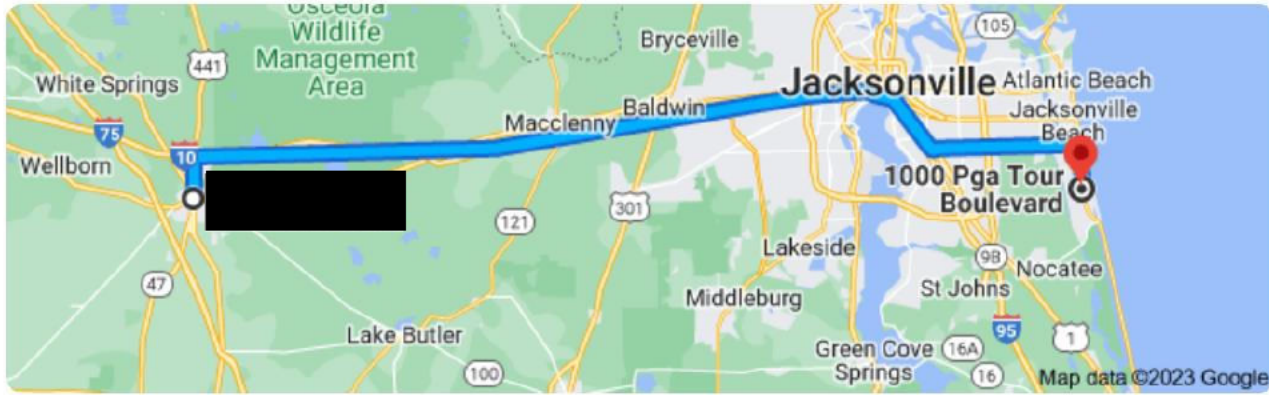 Osceola
Wildlife
Management
Area
441
White Springs
75
10
Wellborn
47
Lake Butler
100
121
Macclenny
Baldwin
301
Bryceville
Jacksonville
105
Atlantic Beach
Jacksonville
Beach
1000 Pga Tour
Boulevard
Lakeside
Middleburg
9B
Nocatee
St Johns
95
1
Green Cove
Springs
16A
16
Map data ©2023 Google